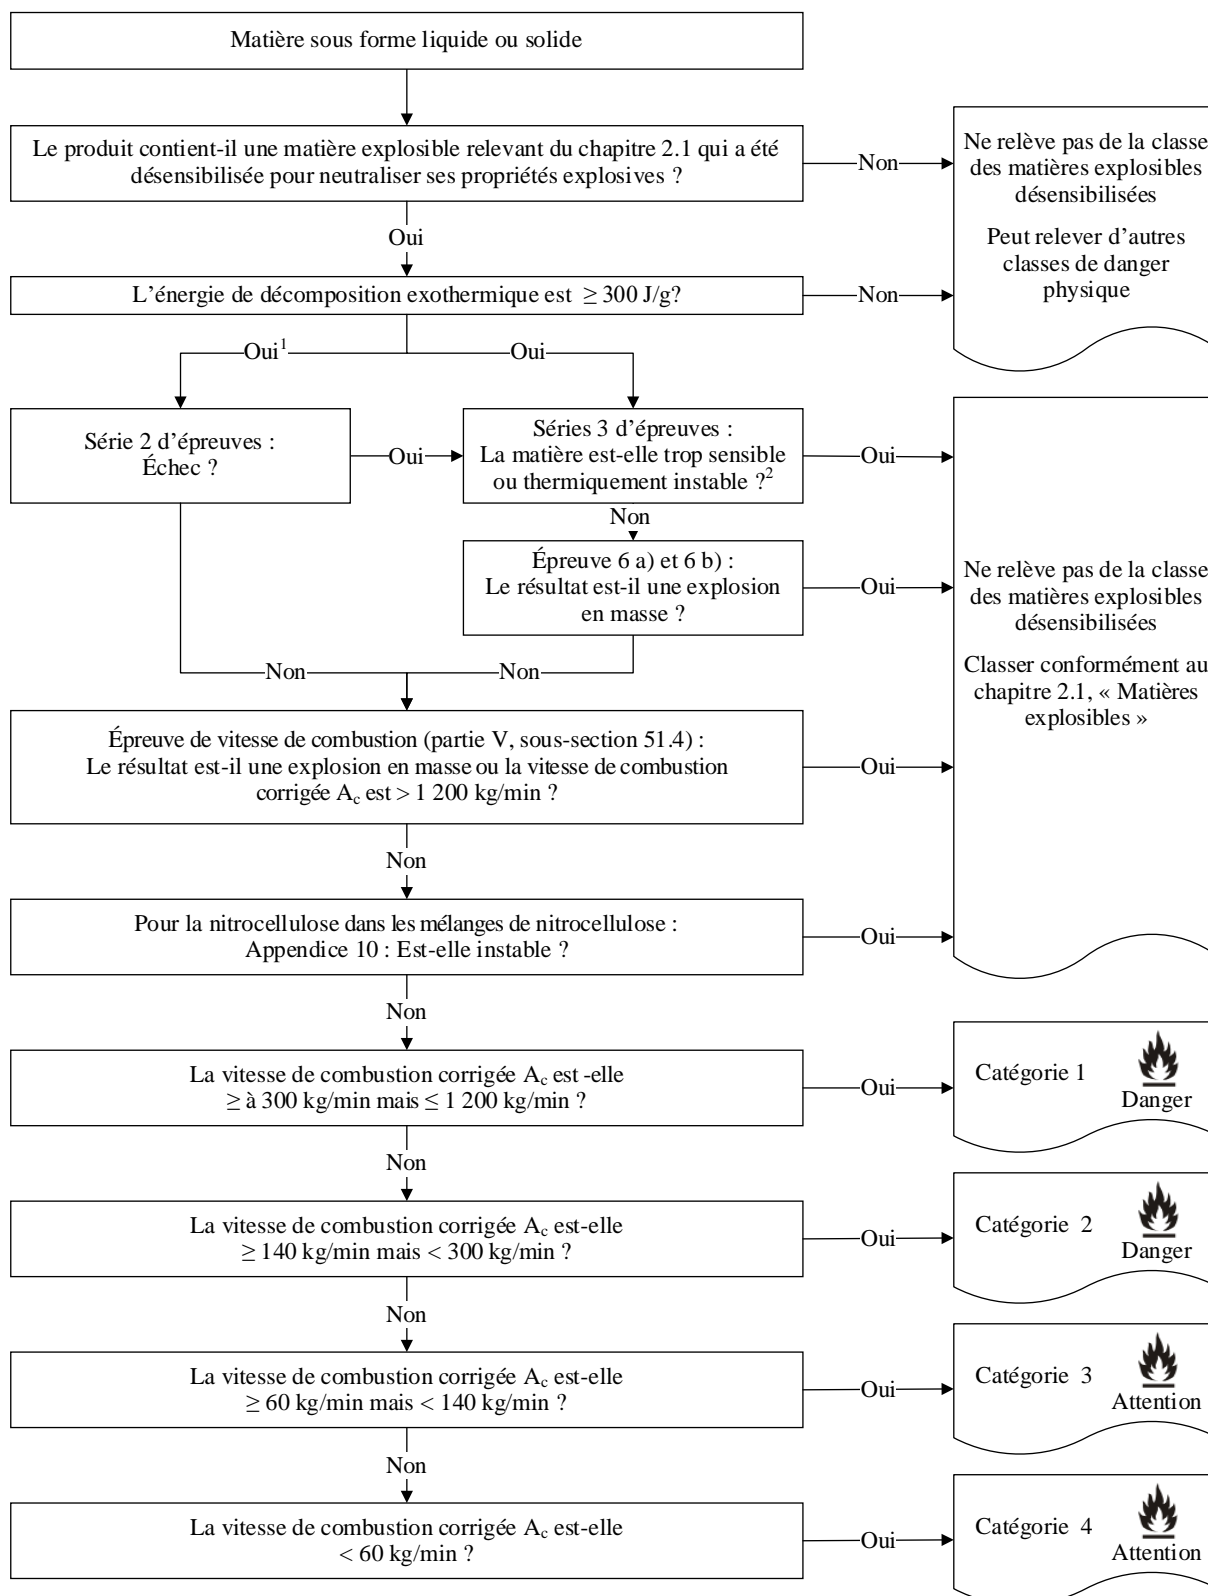 Matière sous forme liquide ou solide
Le produit contient-il une matière explosible relevant du chapitre 2.1 qui a été
désensibilisée pour neutraliser ses propriétés explosives ?
Non
Ne relève pas de la classe
des matières explosibles
désensibilisées
Peut relever d’autres
classes de danger
physique
Oui
L’énergie de décomposition exothermique est ≥ 300 J/g?
Non
Oui¹
Oui
Série 2 d’épreuves :
Échec ?
Oui
Séries 3 d’épreuves :
La matière est-elle trop sensible
ou thermiquement instable ?²
Oui
Non
Épreuve 6 a) et 6 b) :
Le résultat est-il une explosion
en masse ?
Oui
Ne relève pas de la classe
des matières explosibles
désensibilisées
Classer conformément au
chapitre 2.1, « Matières
explosibles »
Non
Non
Épreuve de vitesse de combustion (partie V, sous-section 51.4) :
Le résultat est-il une explosion en masse ou la vitesse de combustion
corrigée Ac est > 1 200 kg/min ?
Oui
Non
Pour la nitrocellulose dans les mélanges de nitrocellulose :
Appendice 10 : Est-elle instable ?
Oui
Non
La vitesse de combustion corrigée Ac est -elle
≥ à 300 kg/min mais ≤ 1 200 kg/min ?
Oui
Catégorie 1
Danger
Non
La vitesse de combustion corrigée Ac est-elle
≥ 140 kg/min mais < 300 kg/min ?
Oui
Catégorie 2
Danger
Non
La vitesse de combustion corrigée Ac est-elle
≥ 60 kg/min mais < 140 kg/min ?
Oui
Catégorie 3
Attention
Non
La vitesse de combustion corrigée Ac est-elle
< 60 kg/min ?
Oui
Catégorie 4
Attention